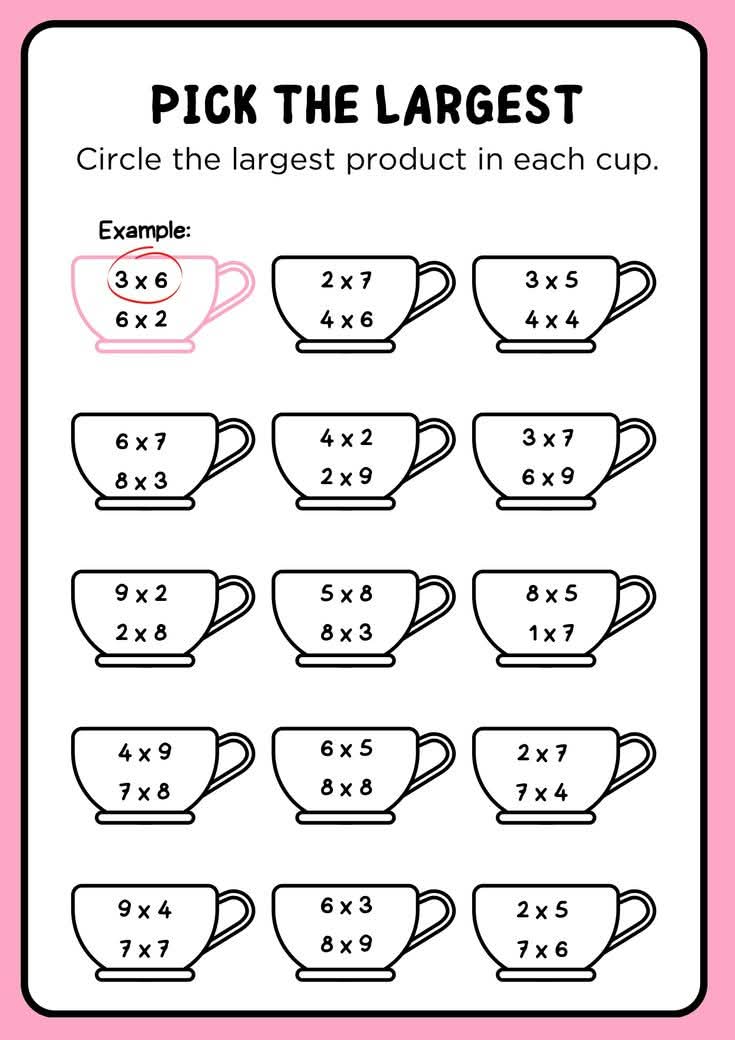 PICK THE LARGEST
Circle the largest product in each cup.
Example:
3 x 6
6 x 2
2 x 7
4 x 6
3 x 5
4 x 4
6 x 7
8 x 3
4 x 2
2 x 9
3 x 7
6 x 9
9 x 2
2 x 8
5 x 8
8 x 3
8 x 5
1 x 7
4 x 9
7 x 8
6 x 5
8 x 8
2 x 7
7 x 4
9 x 4
7 x 7
6 x 3
8 x 9
2 x 5
7 x 6